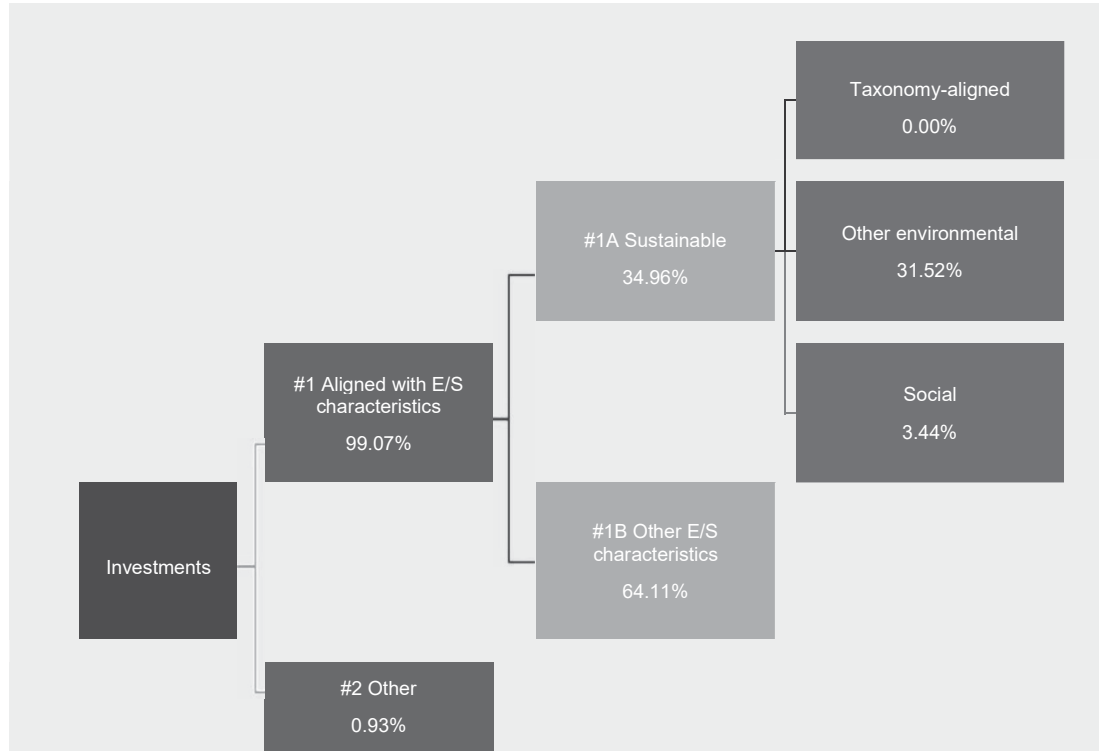 Taxonomy-aligned
0.00%
#1A Sustainable
34.96%
Other environmental
31.52%
#1 Aligned with E/S
characteristics
99.07%
Social
3.44%
Investments
#1B Other E/S
characteristics
64.11%
#2 Other
0.93%